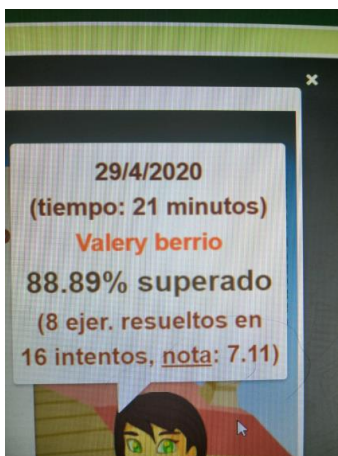 29/4/2020
(tiempo: 21 minutos)
Valery berrio
88.89% superado
(8 ejer. resueltos en
16 intentos, nota: 7.11)